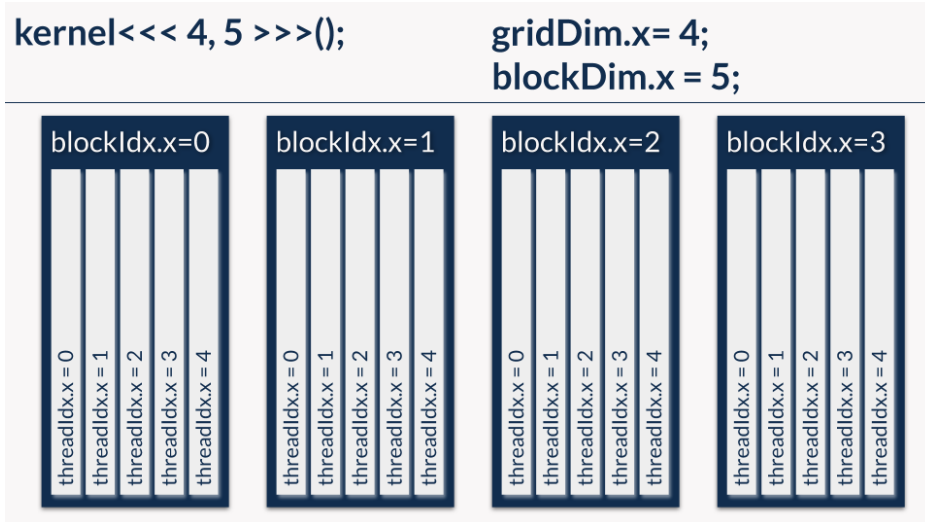 kernel<<< 4, 5 >>>();
gridDim.x= 4;
blockDim.x = 5;
blockIdx.x=0
threadIdx.x = 0
threadIdx.x = 1
threadIdx.x = 2
threadIdx.x = 3
threadIdx.x = 4
blockIdx.x=1
threadIdx.x = 0
threadIdx.x = 1
threadIdx.x = 2
threadIdx.x = 3
threadIdx.x = 4
blockIdx.x=2
threadIdx.x = 0
threadIdx.x = 1
threadIdx.x = 2
threadIdx.x = 3
threadIdx.x = 4
blockIdx.x=3
threadIdx.x = 0
threadIdx.x = 1
threadIdx.x = 2
threadIdx.x = 3
threadIdx.x = 4